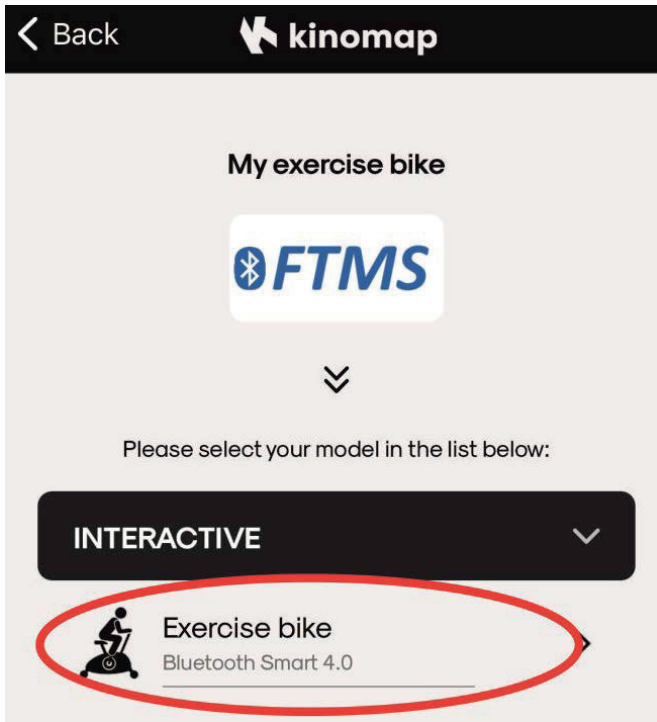 Back
kinomap
My exercise bike
FTMS
Please select your model in the list below:
INTERACTIVE
Exercise bike
Bluetooth Smart 4.0